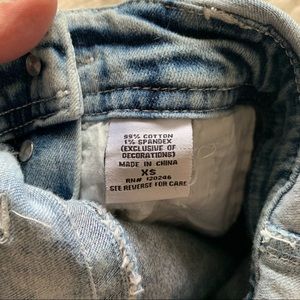 99% COTTON
1% SPANDEX
(EXCLUSIVE OF
DECORATIONS)
MADE IN CHINA
XS
RN# 120246
SEE REVERSE FOR CARE